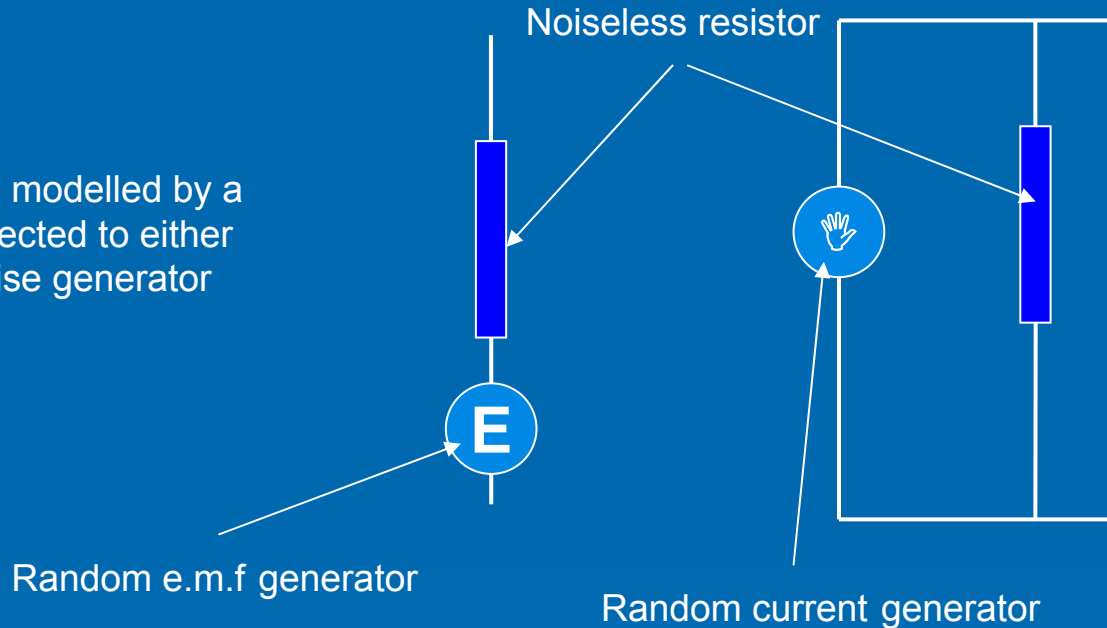 Noiseless resistor
modelled by a
ected to either
ise generator
E
Random e.m.f generator
Random current generator